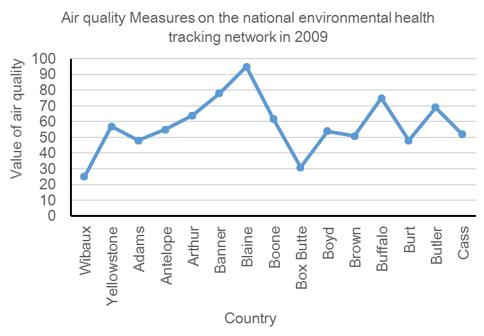 Air quality Measures on the national environmental health
tracking network in 2009
Value of air quality
100
90
80
70
60
50
40
30
20
10
0
Wibaux
Yellowstone
Adams
Antelope
Arthur
Banner
Blaine
Boone
Box Butte
Boyd
Brown
Buffalo
Burt
Butler
Cass
Country